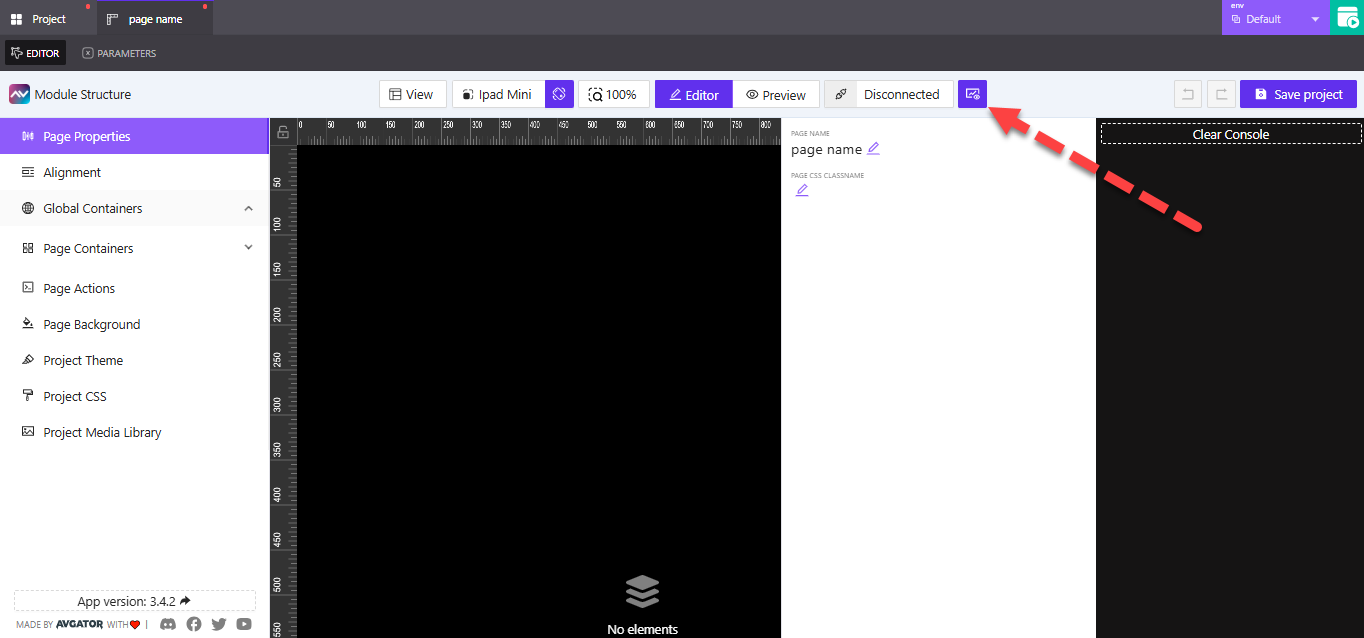 Project
page name
env
Default
EDITOR
PARAMETERS
Module Structure
View
Ipad Mini
100%
Editor
Preview
Disconnected
Save project
Page Properties
Alignment
Global Containers
Page Containers
Page Actions
Page Background
Project Theme
Project CSS
Project Media Library
App version: 3.4.2
MADE BY AVGATOR WITH |
0 50 100 150 200 250 300 350 400 450 500 550 600 650 700 750 800
50
100
150
200
250
300
350
400
450
500
550
No elements
PAGE NAME
page name
PAGE CSS CLASSNAME
Clear Console